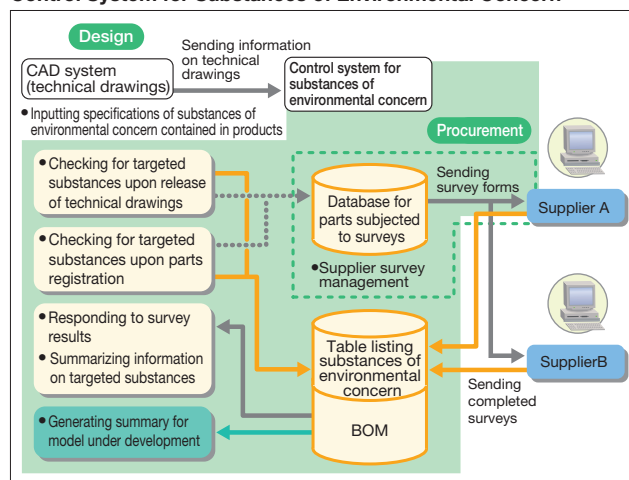 Control System for Substances of Environmental Concern
Design
Sending information
on technical
drawings
CAD system
(technical drawings)
Control system for
substances of
environmental concern
• Inputting specifications of substances of
environmental concern contained in products
Procurement
• Checking for targeted
substances upon release
of technical drawings
Database for
parts subjected
to surveys
Sending
survey forms
Supplier A
• Checking for targeted
substances upon parts
registration
•Supplier survey
management
• Responding to survey
results
• Summarizing information
on targeted substances
Table listing
substances of
environmental
concern
BOM
SupplierB
Sending
completed
surveys
• Generating summary for
model under development